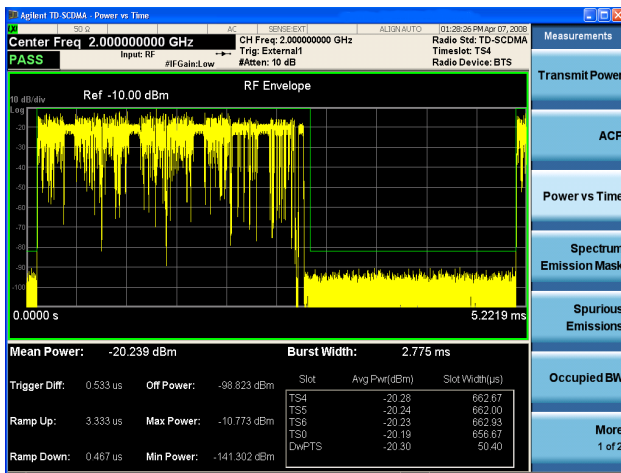 Agilent TD-SCDMA - Power vs Time
50 Ω AC SENSE:EXT ALIGN AUTO 01:28:26 PM Apr 07, 2008
Center Freq 2.000000000 GHz
CH Freq: 2.000000000 GHz
Radio Std: TD-SCDMA
Trig: External1
Timeslot: TS4
PASS
Input: RF
#IFGain:Low
#Atten: 10 dB
Radio Device: BTS
RF Envelope
10 dB/div
Ref -10.00 dBm
Log
-20
-30
-40
-50
-60
-70
-80
-90
-100
0.0000 s
5.2219 ms
Mean Power: -20.239 dBm
Burst Width: 2.775 ms
Trigger Diff: 0.533 us
Off Power: -98.823 dBm
Ramp Up: 3.333 us
Max Power: -10.773 dBm
Ramp Down: 0.467 us
Min Power: -141.302 dBm
Slot Avg Pwr(dBm) Slot Width(µs)
TS4 -20.28 662.67
TS5 -20.24 662.00
TS6 -20.23 662.93
TS0 -20.19 656.67
DwPTS -20.30 50.40
Measurements
Transmit Power
ACP
Power vs Time
Spectrum
Emission Mask
Spurious
Emissions
Occupied BW
More
1 of 2